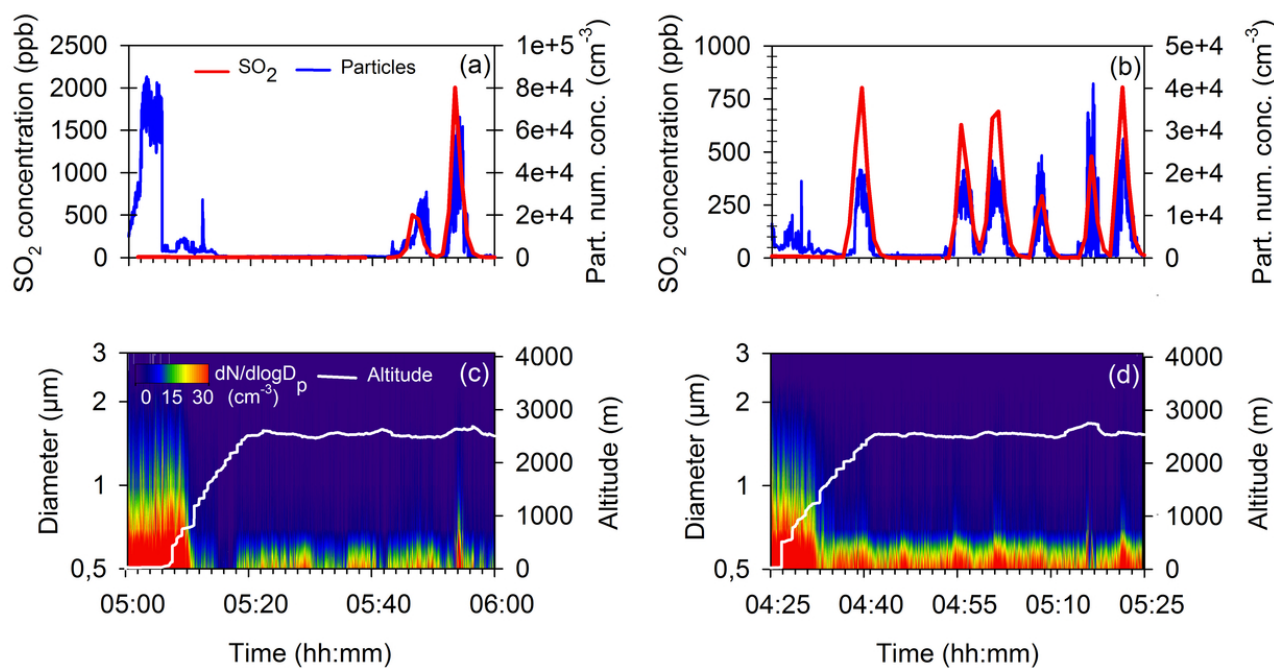 SO2 concentration (ppb)
2500
2000
1500
1000
500
0
SO2 Particles (a)
1e+5
8e+4
6e+4
4e+4
2e+4
0
Part. num. conc. (cm-3)
SO2 concentration (ppb)
1000
750
500
250
0
(b)
5e+4
4e+4
3e+4
2e+4
1e+4
0
Part. num. conc. (cm-3)
Diameter (µm)
3
2
1
0,5
dN/dlogDp Altitude (c)
0 15 30 (cm-3)
4000
3000
2000
1000
0
Altitude (m)
05:00 05:20 05:40 06:00
Time (hh:mm)
Diameter (µm)
3
2
1
0,5
(d)
4000
3000
2000
1000
0
Altitude (m)
04:25 04:40 04:55 05:10 05:25
Time (hh:mm)